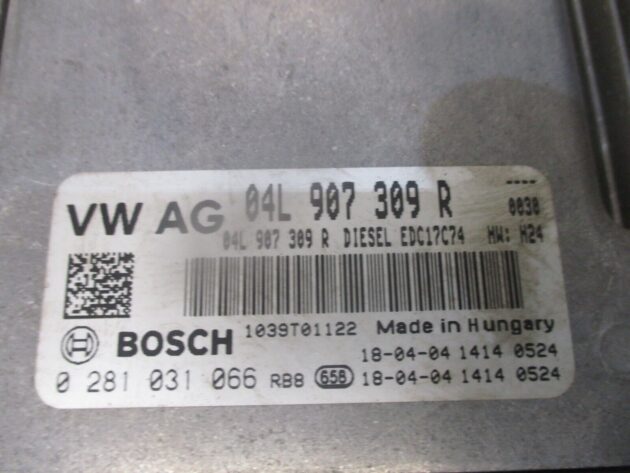 VW AG 04L 907 309 R
----
0030
04L 907 309 R DIESEL EDC17C74 HW: H24
BOSCH 1039T01122 Made in Hungary
18-04-04 1414 0524
0 281 031 066 RB8 658 18-04-04 1414 0524